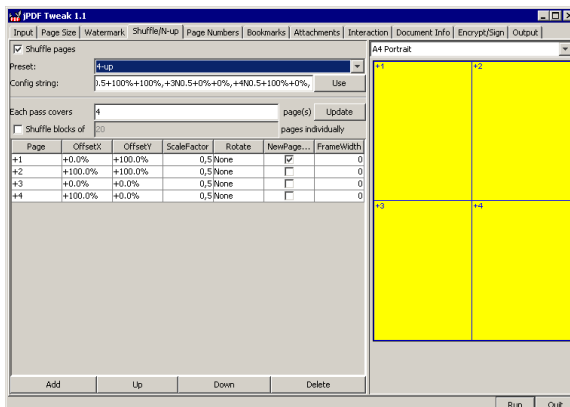 jPDF Tweak 1.1
Input Page Size Watermark Shuffle/N-up Page Numbers Bookmarks Attachments Interaction Document Info Encrypt/Sign Output
Shuffle pages
Preset: 4-up
Config string: 0.5+100%+100%,+3N0.5+0%+0%,+4N0.5+100%+0%, Use
Each pass covers 4 page(s) Update
Shuffle blocks of 20 pages individually
Page OffsetX OffsetY ScaleFactor Rotate NewPage... FrameWidth
+1 +0.0% +100.0% 0,5 None 0
+2 +100.0% +100.0% 0,5 None 0
+3 +0.0% +0.0% 0,5 None 0
+4 +100.0% +0.0% 0,5 None 0
Add Up Down Delete
A4 Portrait
+1 +2
+3 +4
Run Quit